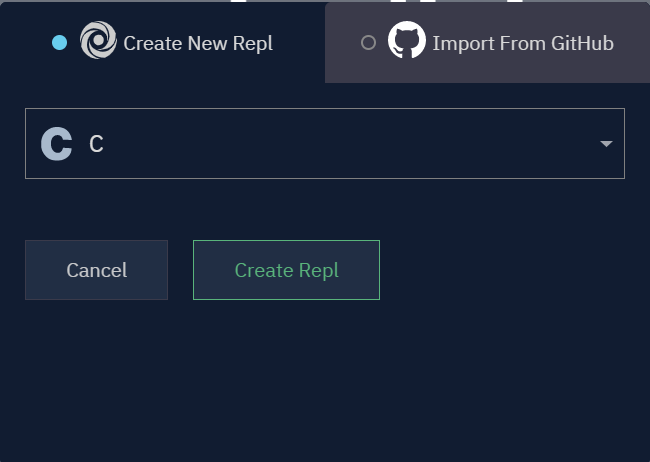 Create New Repl
Import From GitHub
C C
Cancel
Create Repl